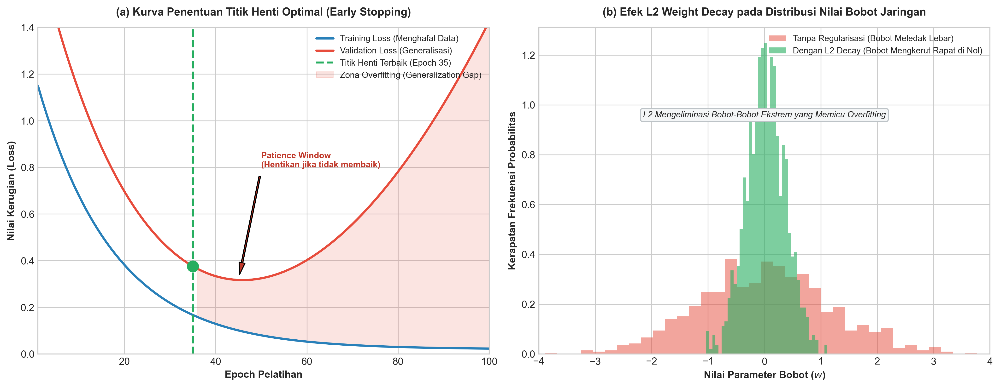 (a) Kurva Penentuan Titik Henti Optimal (Early Stopping)
1.4
1.2
1.0
0.8
0.6
0.4
0.2
0.0
Nilai Kerugian (Loss)
Training Loss (Menghafal Data)
Validation Loss (Generalisasi)
Titik Henti Terbaik (Epoch 35)
Zona Overfitting (Generalization Gap)
Patience Window
(Hentikan jika tidak membaik)
20 40 60 80 100
Epoch Pelatihan
(b) Efek L2 Weight Decay pada Distribusi Nilai Bobot Jaringan
1.2
1.0
0.8
0.6
0.4
0.2
0.0
Kerapatan Frekuensi Probabilitas
Tanpa Regularisasi (Bobot Meledak Lebar)
Dengan L2 Decay (Bobot Mengkerut Rapat di Nol)
L2 Mengeliminasi Bobot-Bobot Ekstrem yang Memicu Overfitting
−4 −3 −2 −1 0 1 2 3 4
Nilai Parameter Bobot (w)